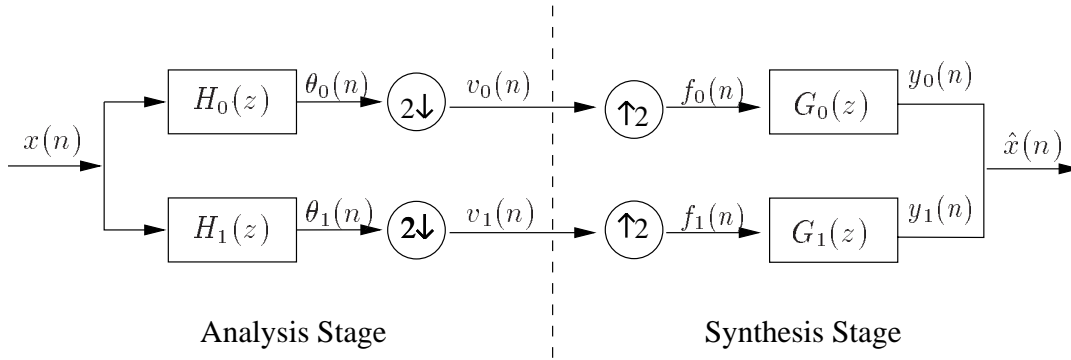 θ₀(n) v₀(n) f₀(n) y₀(n)
H₀(z) 2↓ ↑2 G₀(z)
x(n) x̂(n)
θ₁(n) v₁(n) f₁(n) y₁(n)
H₁(z) 2↓ ↑2 G₁(z)
Analysis Stage Synthesis Stage